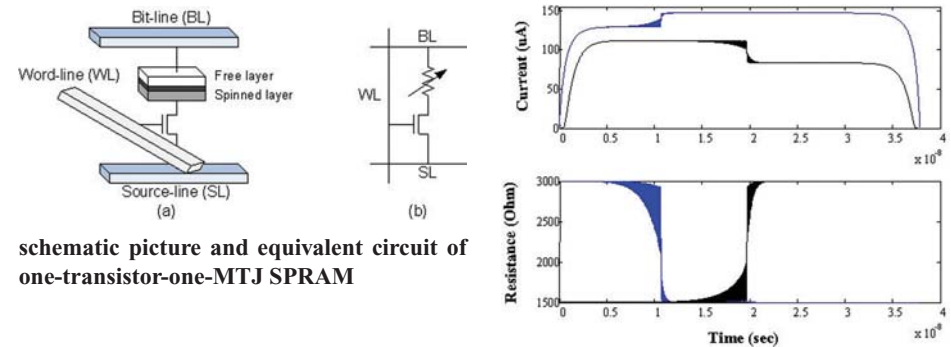 Bit-line (BL)
Word-line (WL)
Free layer
Spinned layer
Source-line (SL)
(a)
BL
WL
SL
(b)
schematic picture and equivalent circuit of
one-transistor-one-MTJ SPRAM
Current (uA)
150
100
50
0
0 0.5 1 1.5 2 2.5 3 3.5 4
x 10⁻⁸
Resistance (Ohm)
3000
2500
2000
1500
0 0.5 1 1.5 2 2.5 3 3.5 4
x 10⁻⁸
Time (sec)